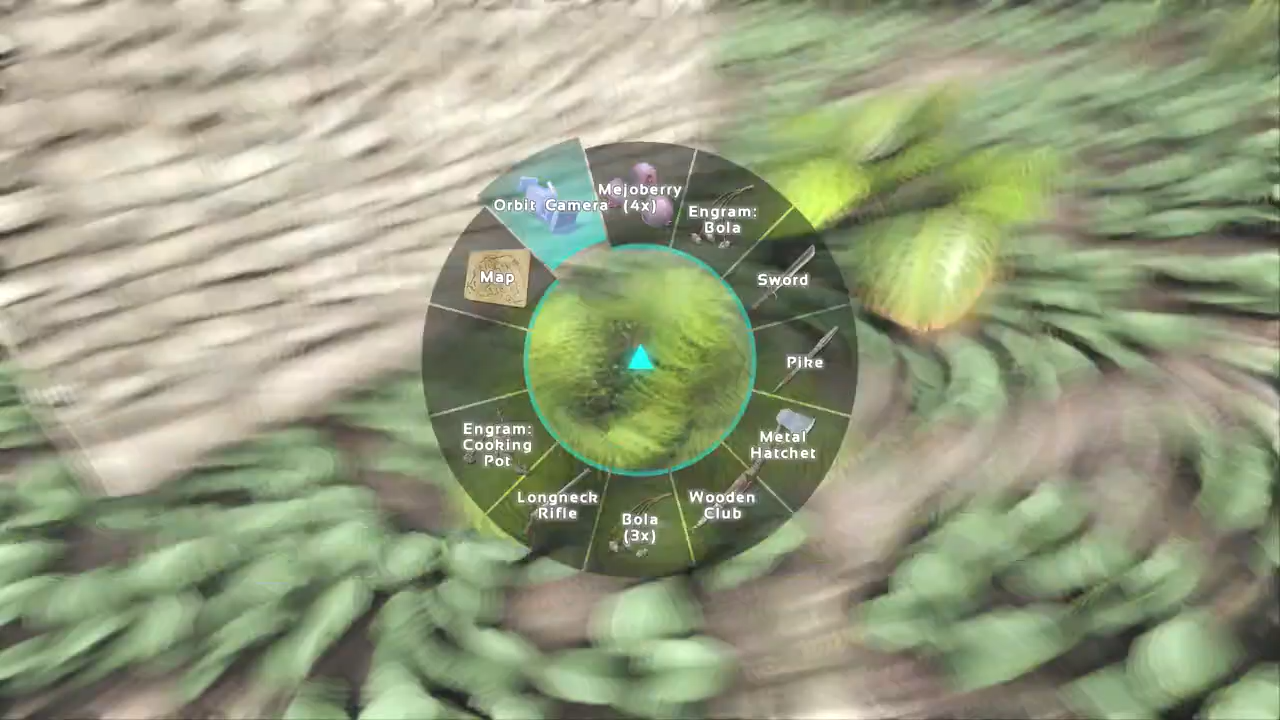 Orbit Camera
Mejoberry
(4x)
Engram:
Bola
Sword
Pike
Metal
Hatchet
Wooden
Club
Bola
(3x)
Longneck
Rifle
Engram:
Cooking
Pot
Map